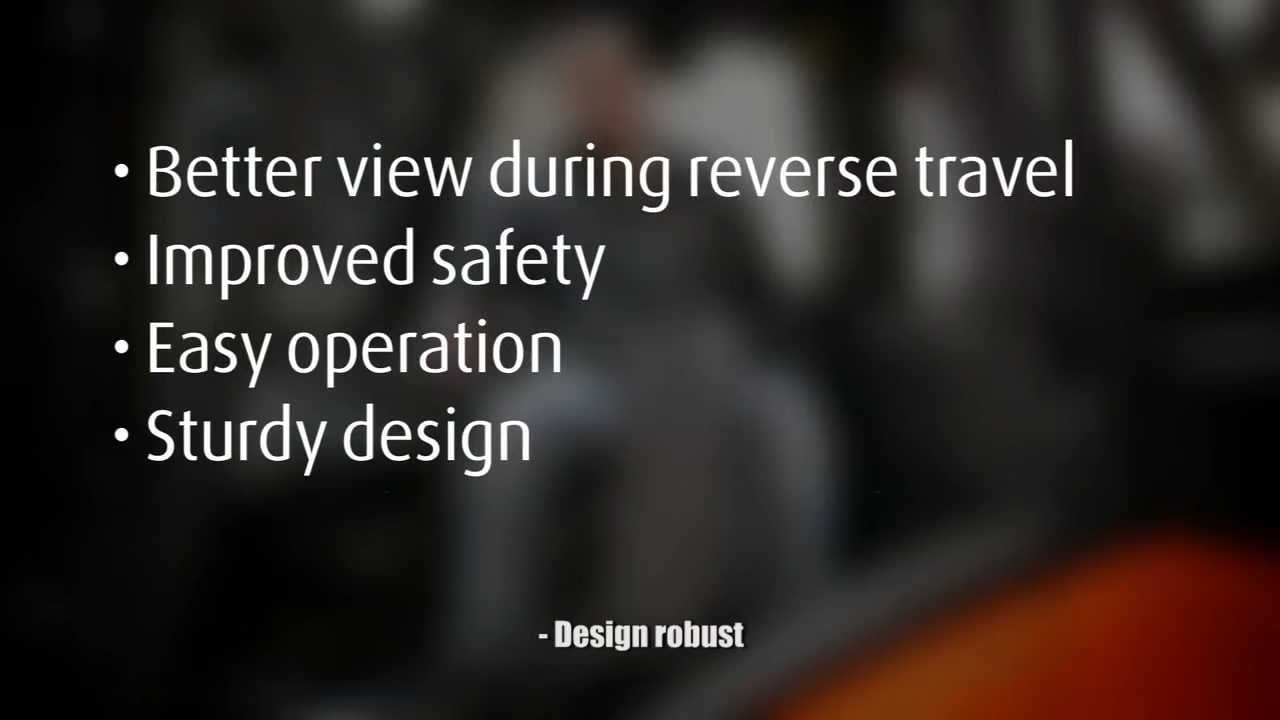 • Better view during reverse travel
• Improved safety
• Easy operation
• Sturdy design
- Design robust